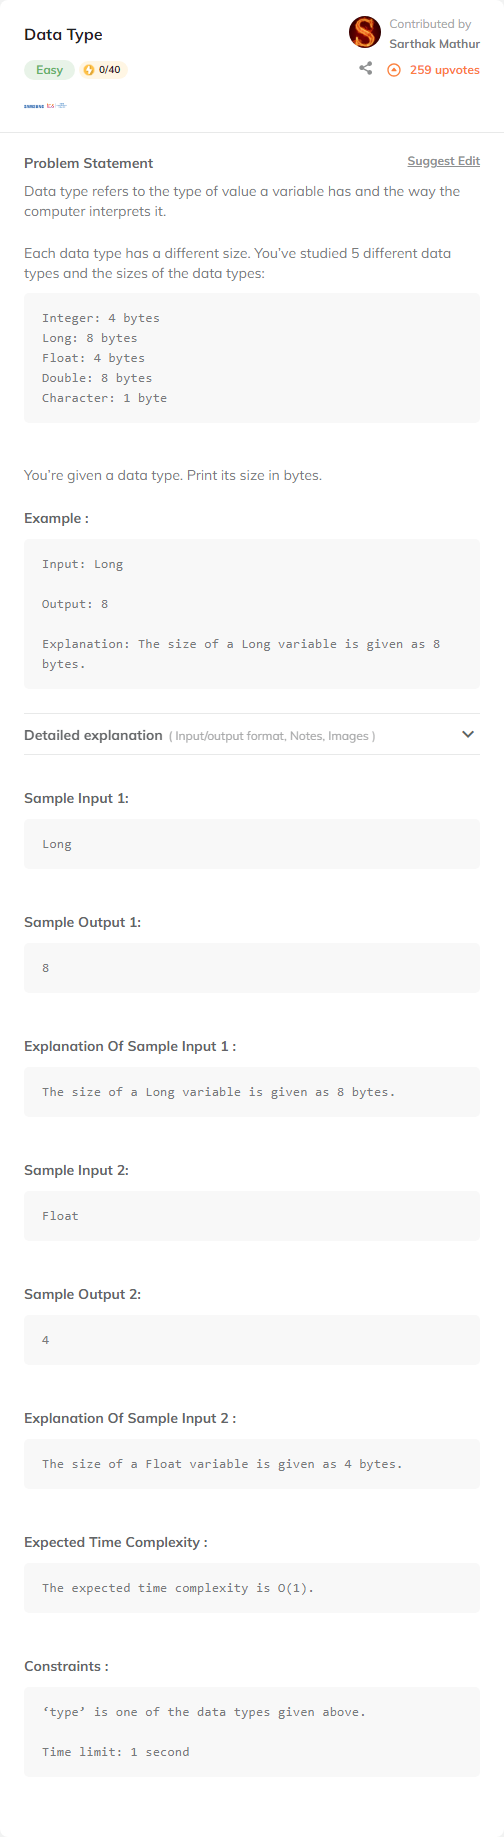 Data Type
Contributed by
Sarthak Mathur
Easy
0/40
259 upvotes
SAMSUNG
Problem Statement
Suggest Edit
Data type refers to the type of value a variable has and the way the
computer interprets it.
Each data type has a different size. You’ve studied 5 different data
types and the sizes of the data types:
Integer: 4 bytes
Long: 8 bytes
Float: 4 bytes
Double: 8 bytes
Character: 1 byte
You’re given a data type. Print its size in bytes.
Example :
Input: Long
Output: 8
Explanation: The size of a Long variable is given as 8
bytes.
Detailed explanation ( Input/output format, Notes, Images )
Sample Input 1:
Long
Sample Output 1:
8
Explanation Of Sample Input 1 :
The size of a Long variable is given as 8 bytes.
Sample Input 2:
Float
Sample Output 2:
4
Explanation Of Sample Input 2 :
The size of a Float variable is given as 4 bytes.
Expected Time Complexity :
The expected time complexity is O(1).
Constraints :
‘type’ is one of the data types given above.
Time limit: 1 second